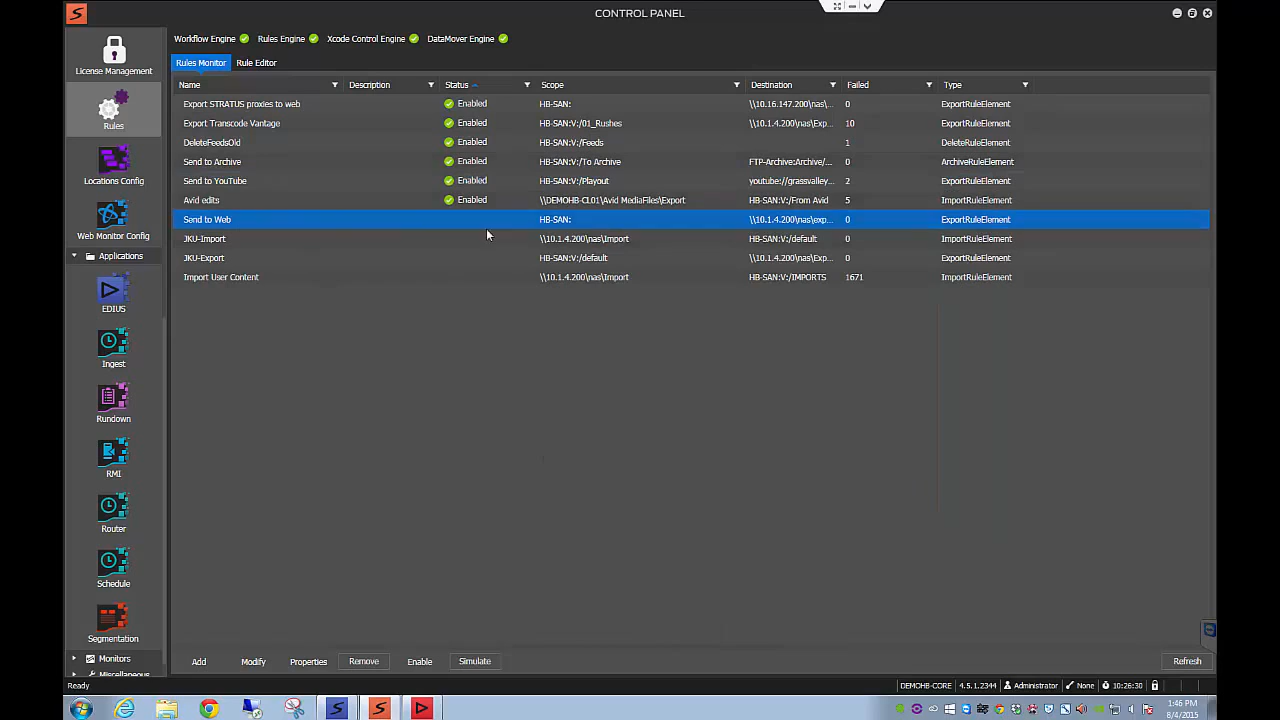 CONTROL PANEL
License Management
Rules
Locations Config
Web Monitor Config
Applications
EDIUS
Ingest
Rundown
RMI
Router
Schedule
Segmentation
Monitors
Miscellaneous
Workflow Engine Rules Engine Xcode Control Engine DataMover Engine
Rules Monitor Rule Editor
Name Description Status Scope Destination Failed Type
Export STRATUS proxies to web Enabled HB-SAN: \\10.16.147.200\nas\... 0 ExportRuleElement
Export Transcode Vantage Enabled HB-SAN:V:/01_Rushes \\10.1.4.200\nas\Exp... 10 ExportRuleElement
DeleteFeedsOld Enabled HB-SAN:V:/Feeds 1 DeleteRuleElement
Send to Archive Enabled HB-SAN:V:/To Archive FTP-Archive:Archive/... 0 ArchiveRuleElement
Send to YouTube Enabled HB-SAN:V:/Playout youtube://grassvalley... 2 ExportRuleElement
Avid edits Enabled \\DEMOHB-CL01\Avid MediaFiles\Export HB-SAN:V:/From Avid 5 ImportRuleElement
Send to Web HB-SAN: \\10.1.4.200\nas\exp... 0 ExportRuleElement
JKU-Import \\10.1.4.200\nas\Import HB-SAN:V:/default 0 ImportRuleElement
JKU-Export HB-SAN:V:/default \\10.1.4.200\nas\Exp... 0 ExportRuleElement
Import User Content \\10.1.4.200\nas\Import HB-SAN:V:/IMPORTS 1671 ImportRuleElement
Add Modify Properties Remove Enable Simulate Refresh
Ready DEMOHB-CORE 4.5.1.2344 Administrator None 10:26:30
1:46 PM
8/4/2015